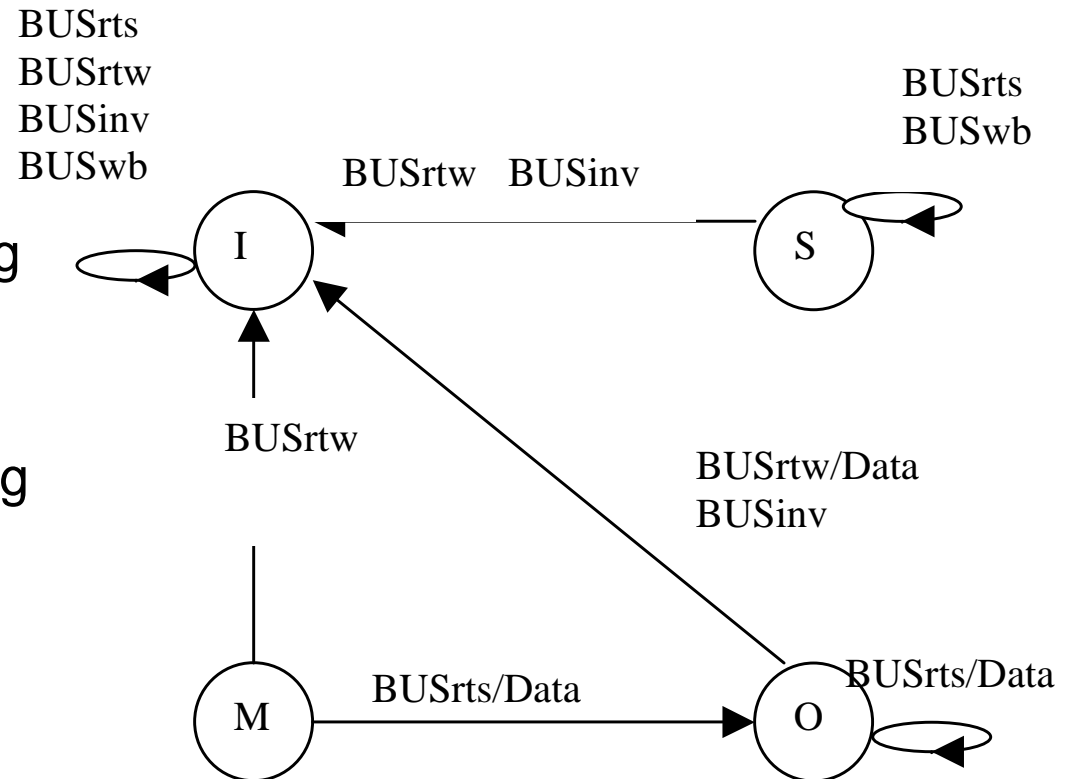 BUSrts
BUSrtw
BUSinv
BUSwb
BUSrts
BUSwb
BUSrtw BUSinv
I
S
g
BUSrtw
g
BUSrtw/Data
BUSinv
BUSrts/Data
BUSrts/Data
M
O